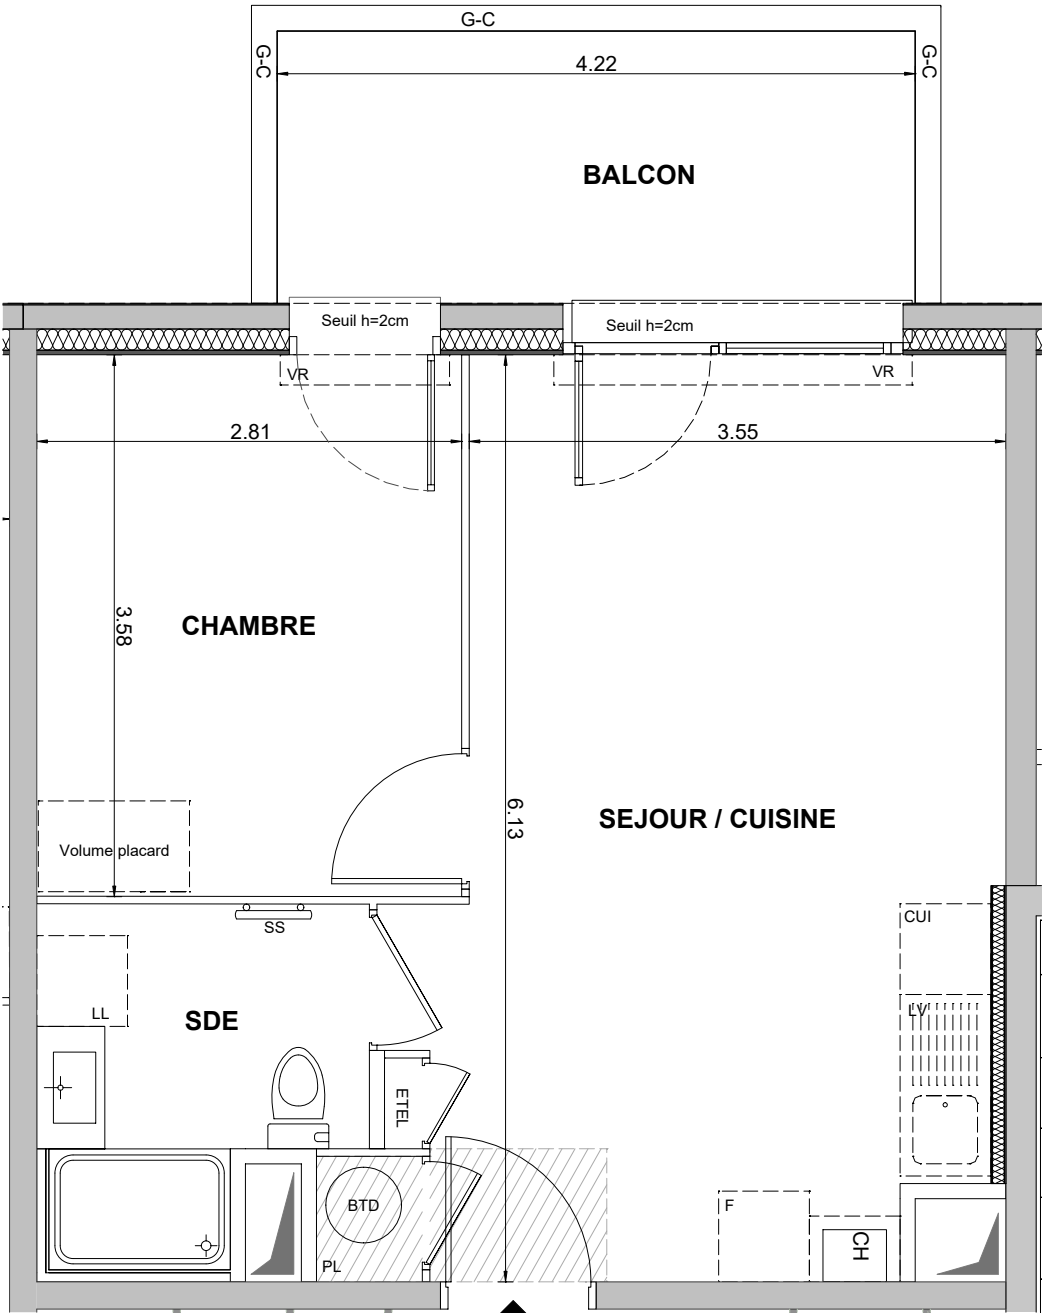 G-C
G-C
G-C
4.22
BALCON
Seuil h=2cm
Seuil h=2cm
VR
VR
2.81
3.55
3.58
CHAMBRE
6.13
SEJOUR / CUISINE
Volume placard
SS
CUI
LL
SDE
LV
ETEL
BTD
F
CH
PL